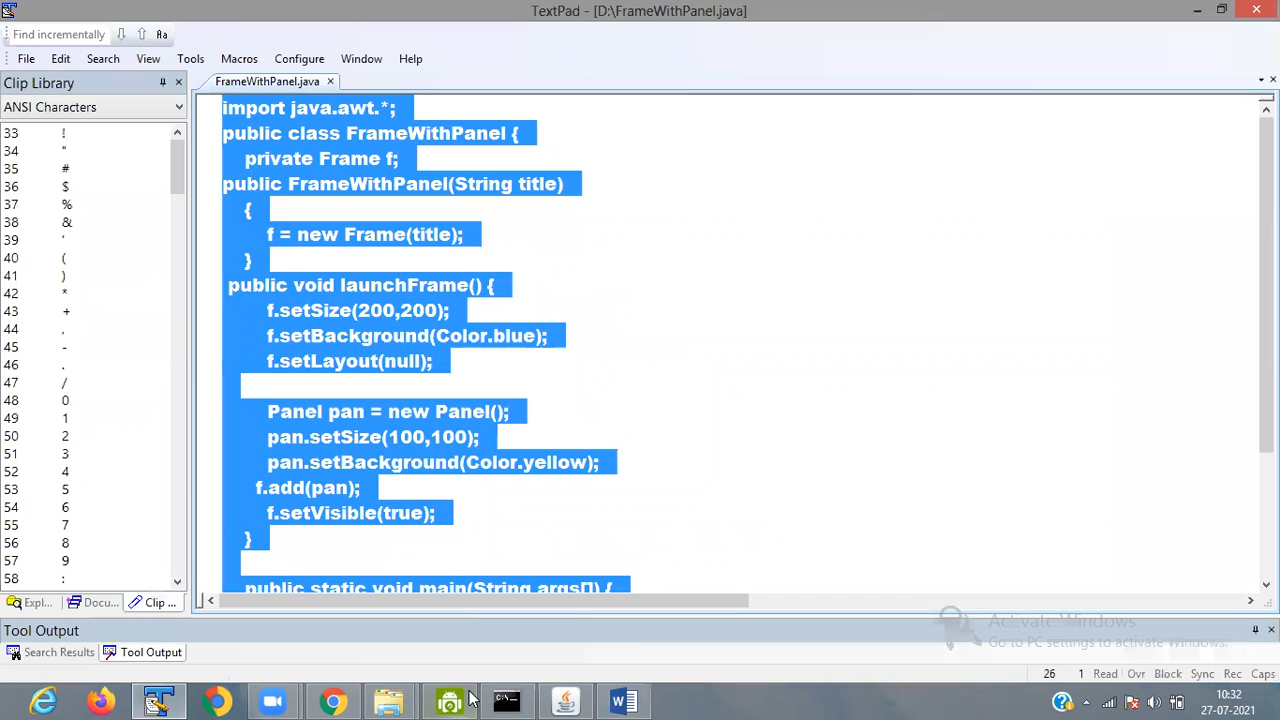 TextPad - [D:\FrameWithPanel.java]
Find incrementally
File Edit Search View Tools Macros Configure Window Help
Clip Library
FrameWithPanel.java
ANSI Characters
33 !
34 "
35 #
36 $
37 %
38 &
39 '
40 (
41 )
42 *
43 +
44 ,
45 -
46 .
47 /
48 0
49 1
50 2
51 3
52 4
53 5
54 6
55 7
56 8
57 9
58 :
import java.awt.*;
public class FrameWithPanel {
private Frame f;
public FrameWithPanel(String title)
{
f = new Frame(title);
}
public void launchFrame() {
f.setSize(200,200);
f.setBackground(Color.blue);
f.setLayout(null);
Panel pan = new Panel();
pan.setSize(100,100);
pan.setBackground(Color.yellow);
f.add(pan);
f.setVisible(true);
}
public static void main(String args[]) {
Expl... Docu... Clip ...
Tool Output
Activate Windows
Go to PC settings to activate Windows.
Search Results Tool Output
26 1 Read Ovr Block Sync Rec Caps
10:32
27-07-2021